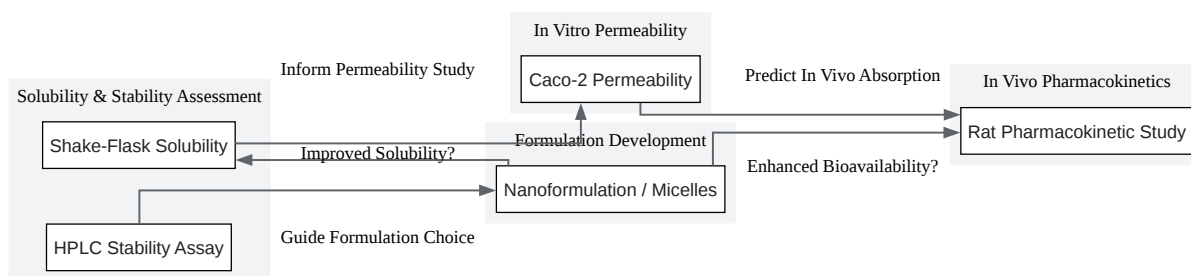 In Vitro Permeability
Caco-2 Permeability
Inform Permeability Study
Predict In Vivo Absorption
In Vivo Pharmacokinetics
Rat Pharmacokinetic Study
Solubility & Stability Assessment
Shake-Flask Solubility
Improved Solubility?
Formulation Development
Nanoformulation / Micelles
Enhanced Bioavailability?
HPLC Stability Assay
Guide Formulation Choice